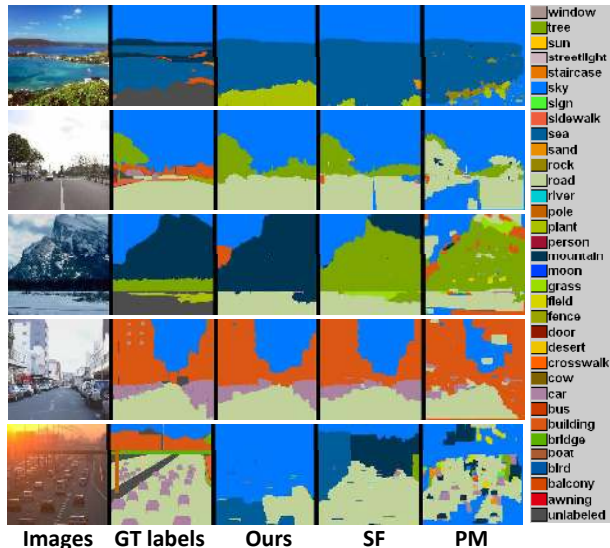 window
tree
sun
streetlight
staircase
sky
sign
sidewalk
sea
sand
rock
road
river
pole
plant
person
mountain
moon
grass
field
fence
door
desert
crosswalk
cow
car
bus
building
bridge
boat
bird
balcony
awning
unlabeled
Images GT labels Ours SF PM